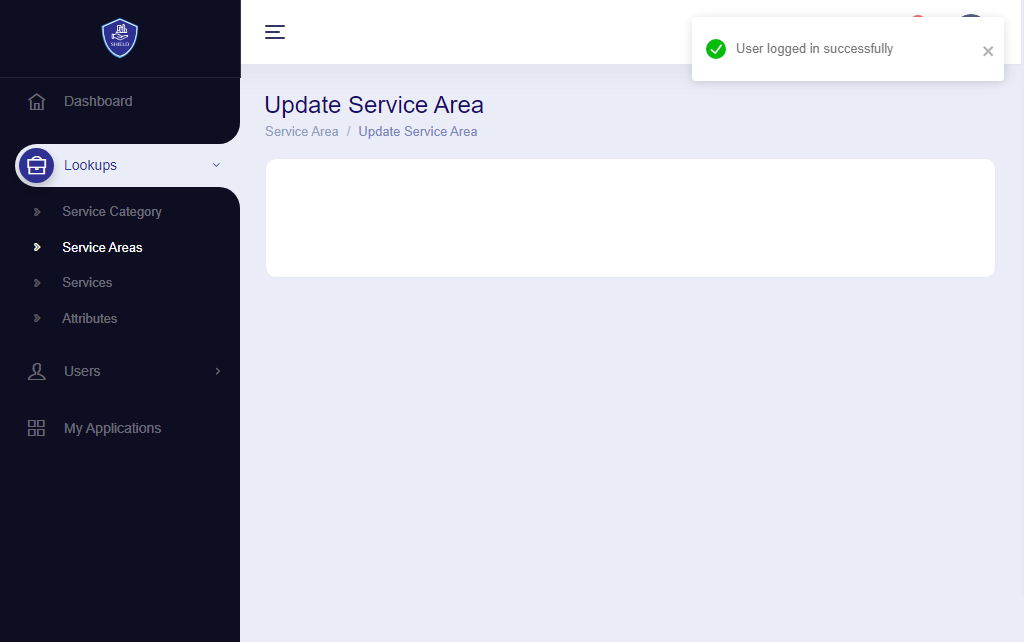 SHIELD
User logged in successfully
Dashboard
Update Service Area
Service Area / Update Service Area
Lookups
Service Category
Service Areas
Services
Attributes
Users
My Applications